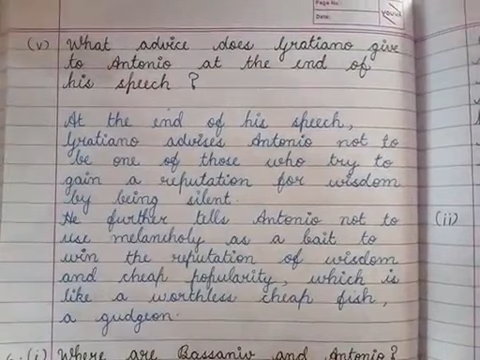 Page No.:
Date:
YOUVA
(v) What advice does Gratiano give
to Antonio at the end of
his speech ?
At the end of his speech,
Gratiano advises Antonio not to
be one of those who try to
gain a reputation for wisdom
by being silent.
He further tells Antonio not to
use melancholy as a bait to
win the reputation of wisdom
and cheap popularity, which is
like a worthless cheap fish,
a gudgeon.
(ii)
(i) Where are Bassanio and Antonio?